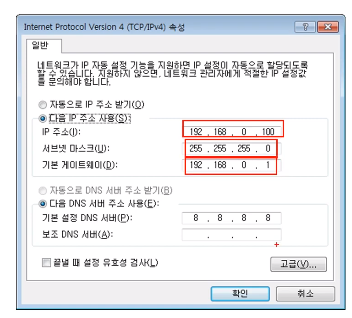 Internet Protocol Version 4 (TCP/IPv4) 속성
일반
네트워크가 IP 자동 설정 기능을 지원하면 IP 설정이 자동으로 할당되도록
할 수 있습니다. 지원하지 않으면, 네트워크 관리자에게 적절한 IP 설정값
을 문의해야 합니다.
자동으로 IP 주소 받기(O)
다음 IP 주소 사용(S):
IP 주소(I): 192 . 168 . 0 . 100
서브넷 마스크(U): 255 . 255 . 255 . 0
기본 게이트웨이(D): 192 . 168 . 0 . 1
자동으로 DNS 서버 주소 받기(B)
다음 DNS 서버 주소 사용(E):
기본 설정 DNS 서버(P): 8 . 8 . 8 . 8
보조 DNS 서버(A): . . .
끝낼 때 설정 유효성 검사(L)
고급(V)...
확인 취소